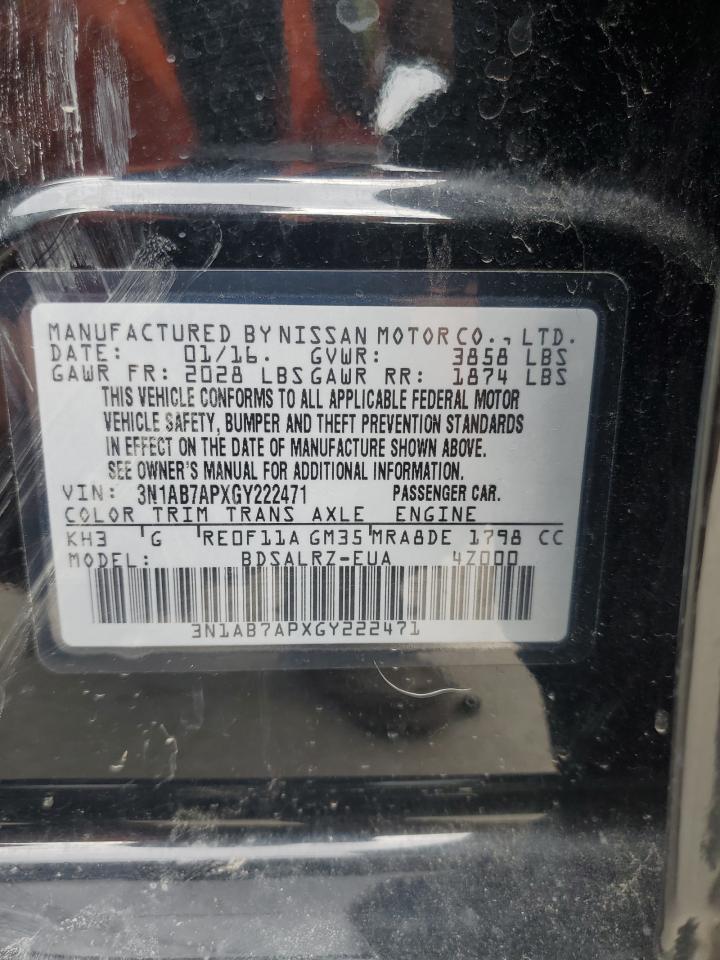 MANUFACTURED BY NISSAN MOTOR CO., LTD.
DATE: 01/16. GVWR: 3858 LBS
GAWR FR: 2028 LBS GAWR RR: 1874 LBS
THIS VEHICLE CONFORMS TO ALL APPLICABLE FEDERAL MOTOR
VEHICLE SAFETY, BUMPER AND THEFT PREVENTION STANDARDS
IN EFFECT ON THE DATE OF MANUFACTURE SHOWN ABOVE.
SEE OWNER'S MANUAL FOR ADDITIONAL INFORMATION.
VIN: 3N1AB7APXGY222471 PASSENGER CAR.
COLOR TRIM TRANS AXLE ENGINE
KH3 G RE0F11A GM35 MRA8DE 1798 CC
MODEL: BDSALRZ-EUA 4Z000
3N1AB7APXGY222471